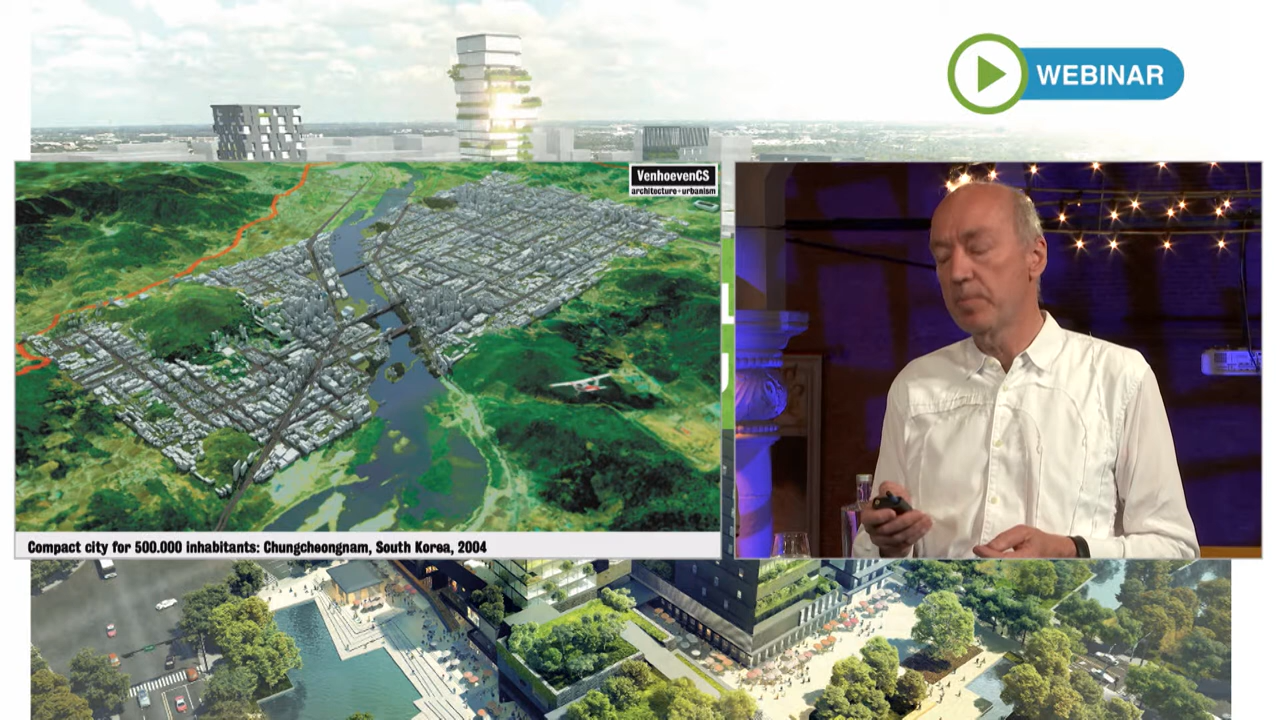 WEBINAR
VenhoevenCS
architecture+urbanism
Compact city for 500.000 inhabitants: Chungcheongnam, South Korea, 2004